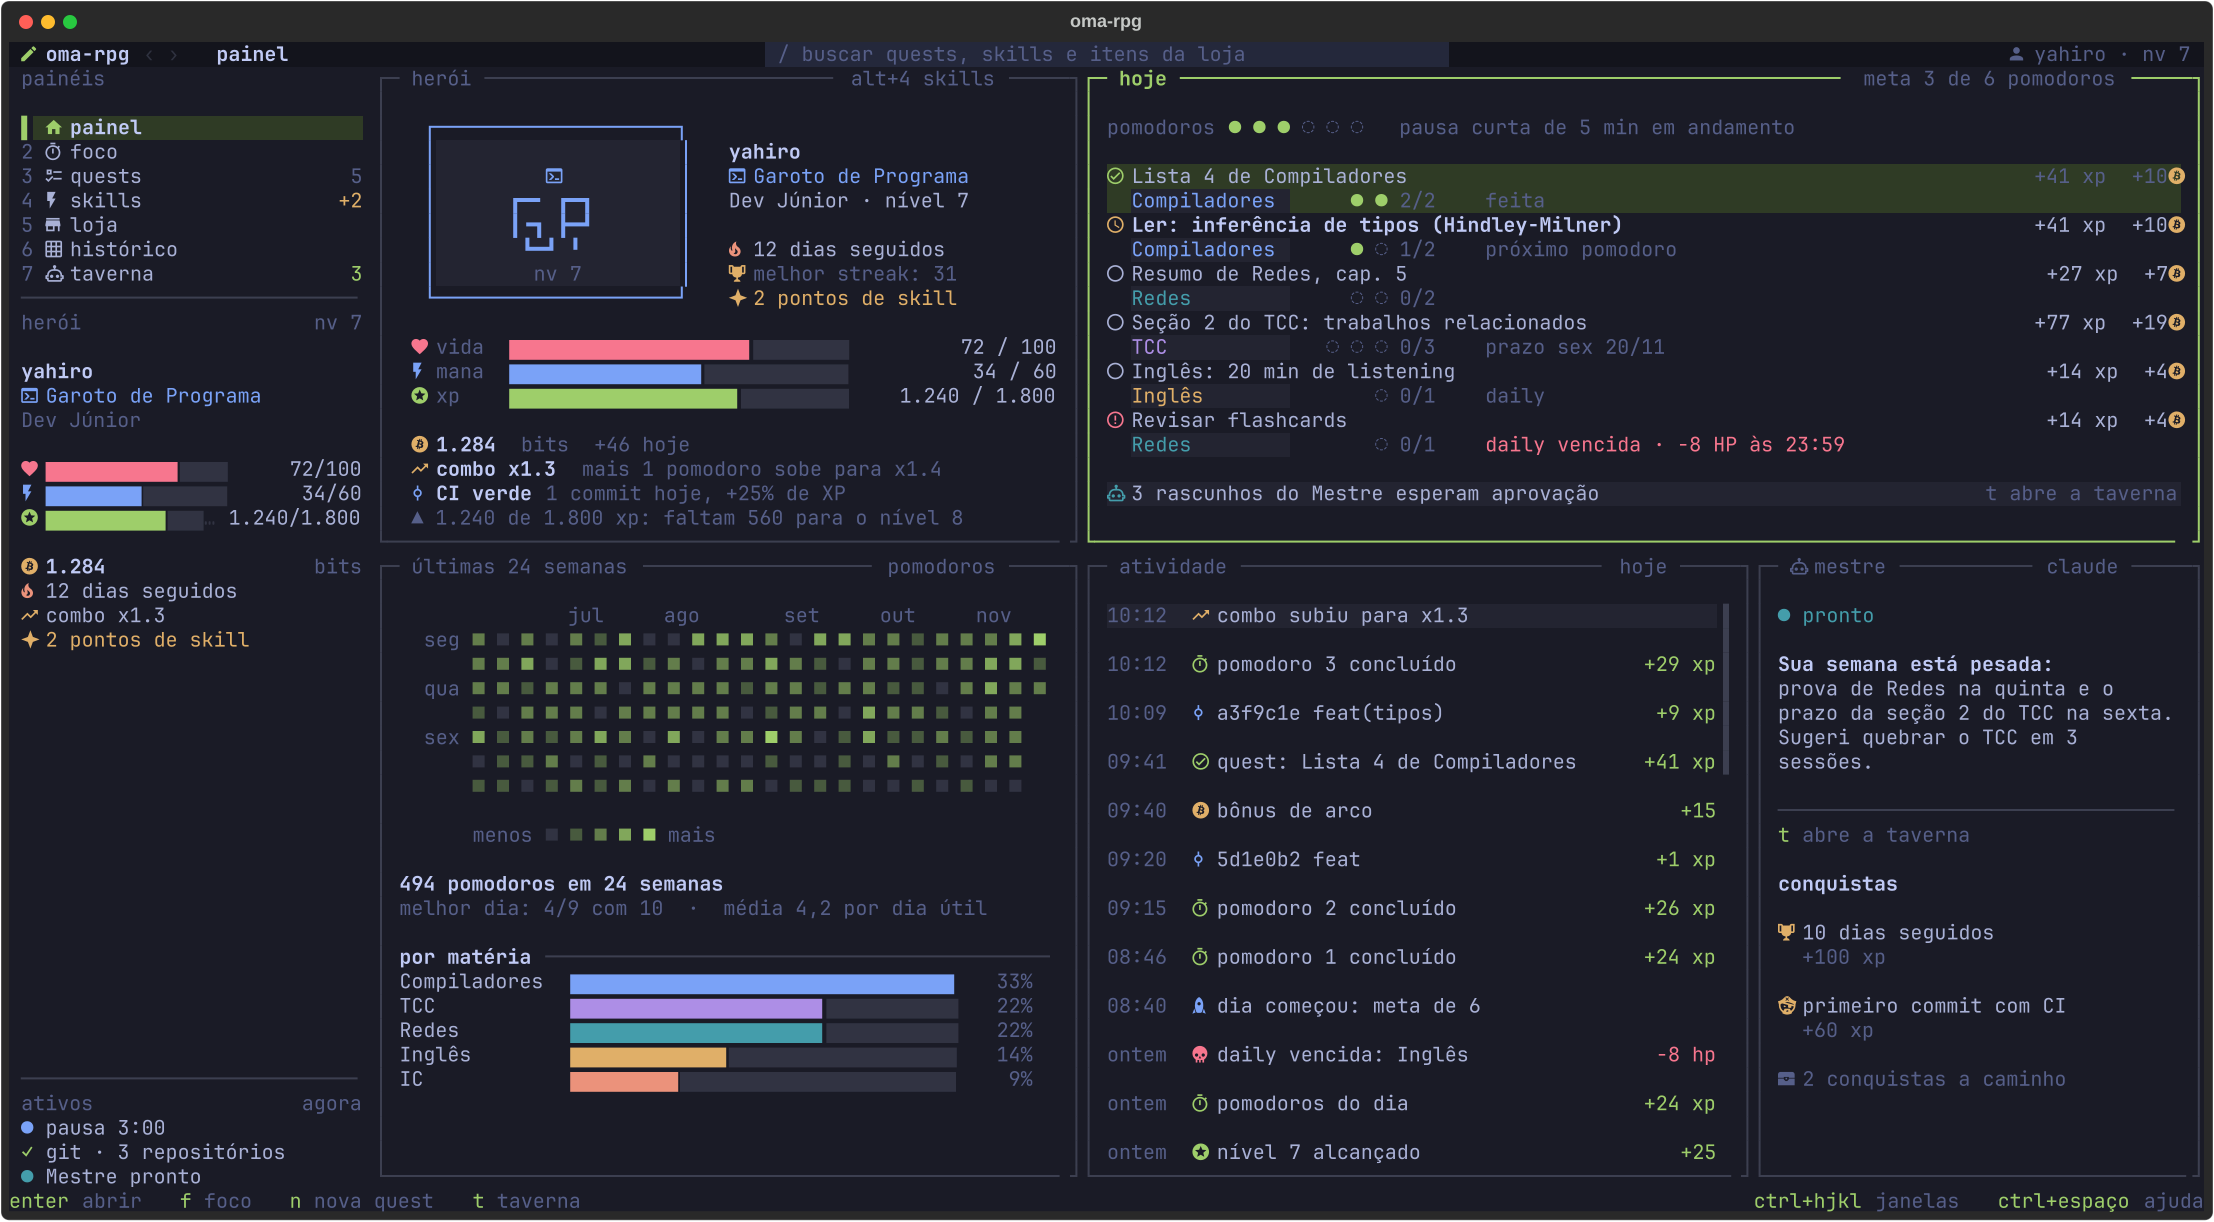 oma-rpg
oma-rpg ‹ › painel
/ buscar quests, skills e itens da loja
yahiro · nv 7
painéis
painel
2 foco
3 quests 5
4 skills +2
5 loja
6 histórico
7 taverna 3
herói nv 7
yahiro
Garoto de Programa
Dev Júnior
72/100
34/60
… 1.240/1.800
1.284 bits
12 dias seguidos
combo x1.3
2 pontos de skill
ativos agora
pausa 3:00
git · 3 repositórios
Mestre pronto
herói alt+4 skills
GP
nv 7
yahiro
Garoto de Programa
Dev Júnior · nível 7
12 dias seguidos
melhor streak: 31
2 pontos de skill
vida 72 / 100
mana 34 / 60
xp 1.240 / 1.800
1.284 bits +46 hoje
combo x1.3 mais 1 pomodoro sobe para x1.4
CI verde 1 commit hoje, +25% de XP
1.240 de 1.800 xp: faltam 560 para o nível 8
hoje meta 3 de 6 pomodoros
pomodoros pausa curta de 5 min em andamento
Lista 4 de Compiladores +41 xp +10
Compiladores 2/2 feita
Ler: inferência de tipos (Hindley-Milner) +41 xp +10
Compiladores 1/2 próximo pomodoro
Resumo de Redes, cap. 5 +27 xp +7
Redes 0/2
Seção 2 do TCC: trabalhos relacionados +77 xp +19
TCC 0/3 prazo sex 20/11
Inglês: 20 min de listening +14 xp +4
Inglês 0/1 daily
Revisar flashcards +14 xp +4
Redes 0/1 daily vencida · -8 HP às 23:59
3 rascunhos do Mestre esperam aprovação t abre a taverna
últimas 24 semanas pomodoros
jul ago set out nov
seg
qua
sex
menos mais
494 pomodoros em 24 semanas
melhor dia: 4/9 com 10 · média 4,2 por dia útil
por matéria
Compiladores 33%
TCC 22%
Redes 22%
Inglês 14%
IC 9%
atividade hoje
10:12 combo subiu para x1.3
10:12 pomodoro 3 concluído +29 xp
10:09 a3f9c1e feat(tipos) +9 xp
09:41 quest: Lista 4 de Compiladores +41 xp
09:40 bônus de arco +15
09:20 5d1e0b2 feat +1 xp
09:15 pomodoro 2 concluído +26 xp
08:46 pomodoro 1 concluído +24 xp
08:40 dia começou: meta de 6
ontem daily vencida: Inglês -8 hp
ontem pomodoros do dia +24 xp
ontem nível 7 alcançado +25
mestre claude
pronto
Sua semana está pesada:
prova de Redes na quinta e o
prazo da seção 2 do TCC na sexta.
Sugeri quebrar o TCC em 3
sessões.
t abre a taverna
conquistas
10 dias seguidos
+100 xp
primeiro commit com CI
+60 xp
2 conquistas a caminho
enter abrir f foco n nova quest t taverna
ctrl+hjkl janelas ctrl+espaço ajuda